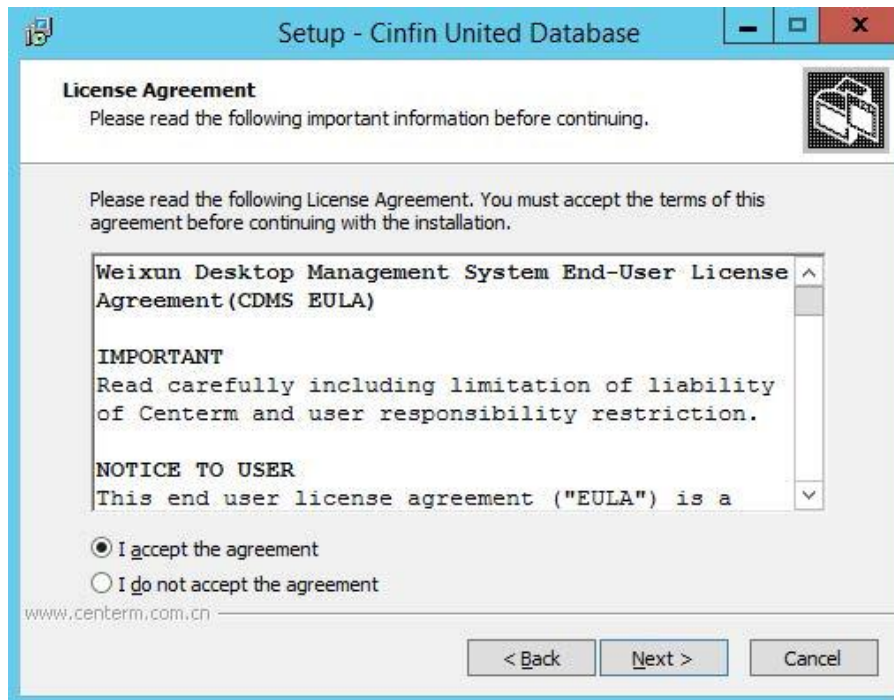 Setup - Cinfin United Database
License Agreement
Please read the following important information before continuing.
Please read the following License Agreement. You must accept the terms of this
agreement before continuing with the installation.
Weixun Desktop Management System End-User License
Agreement(CDMS EULA)
IMPORTANT
Read carefully including limitation of liability
of Centerm and user responsibility restriction.
NOTICE TO USER
This end user license agreement ("EULA") is a
I accept the agreement
I do not accept the agreement
www.centerm.com.cn
< Back
Next >
Cancel